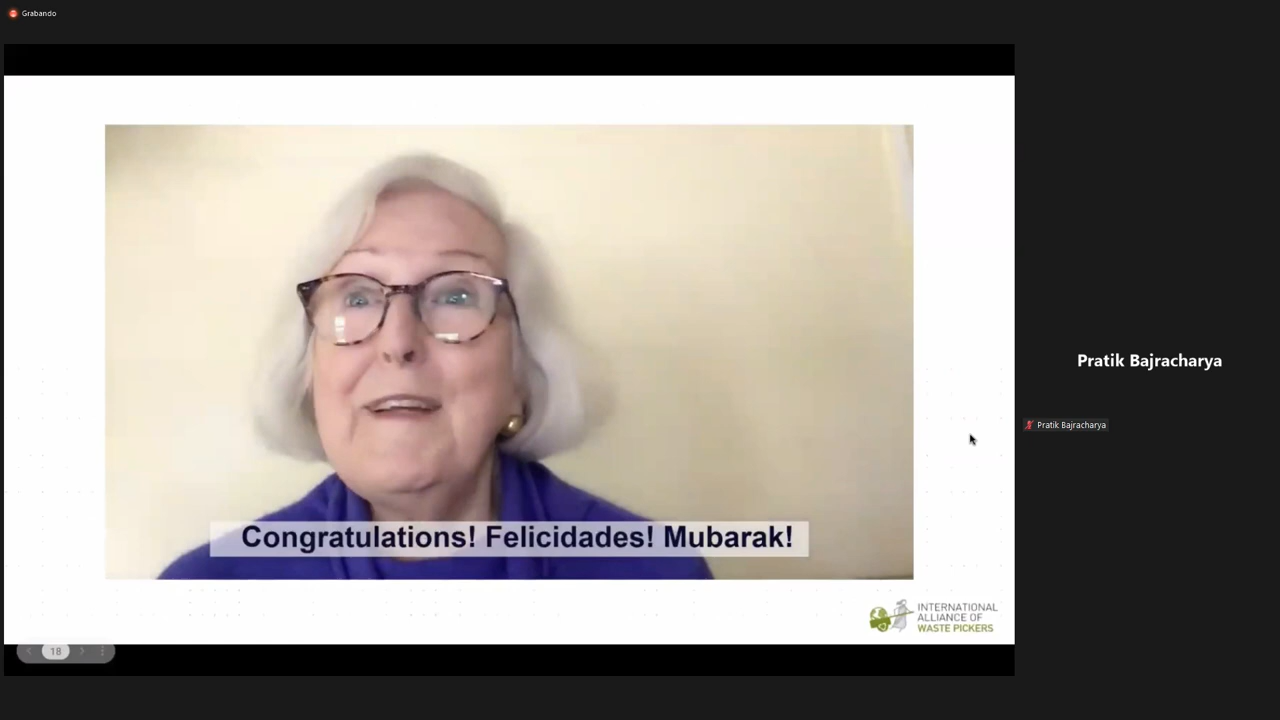 Grabando
Congratulations! Felicidades! Mubarak!
INTERNATIONAL
ALLIANCE OF
WASTE PICKERS
18
Pratik Bajracharya
Pratik Bajracharya